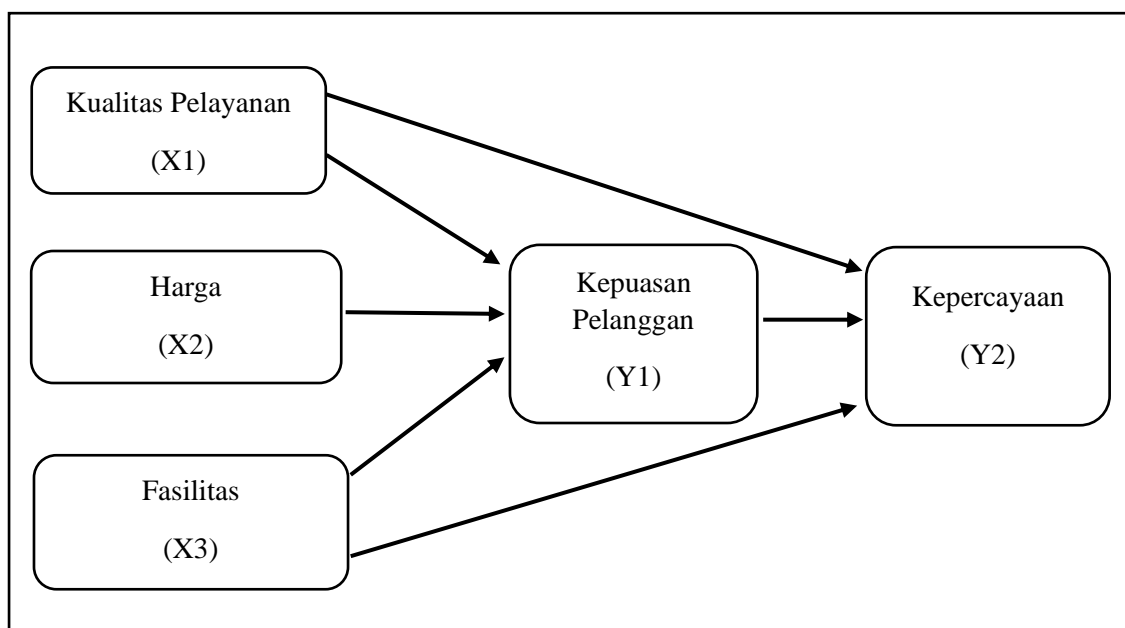 Kualitas Pelayanan
(X1)
Harga
(X2)
Fasilitas
(X3)
Kepuasan
Pelanggan
(Y1)
Kepercayaan
(Y2)